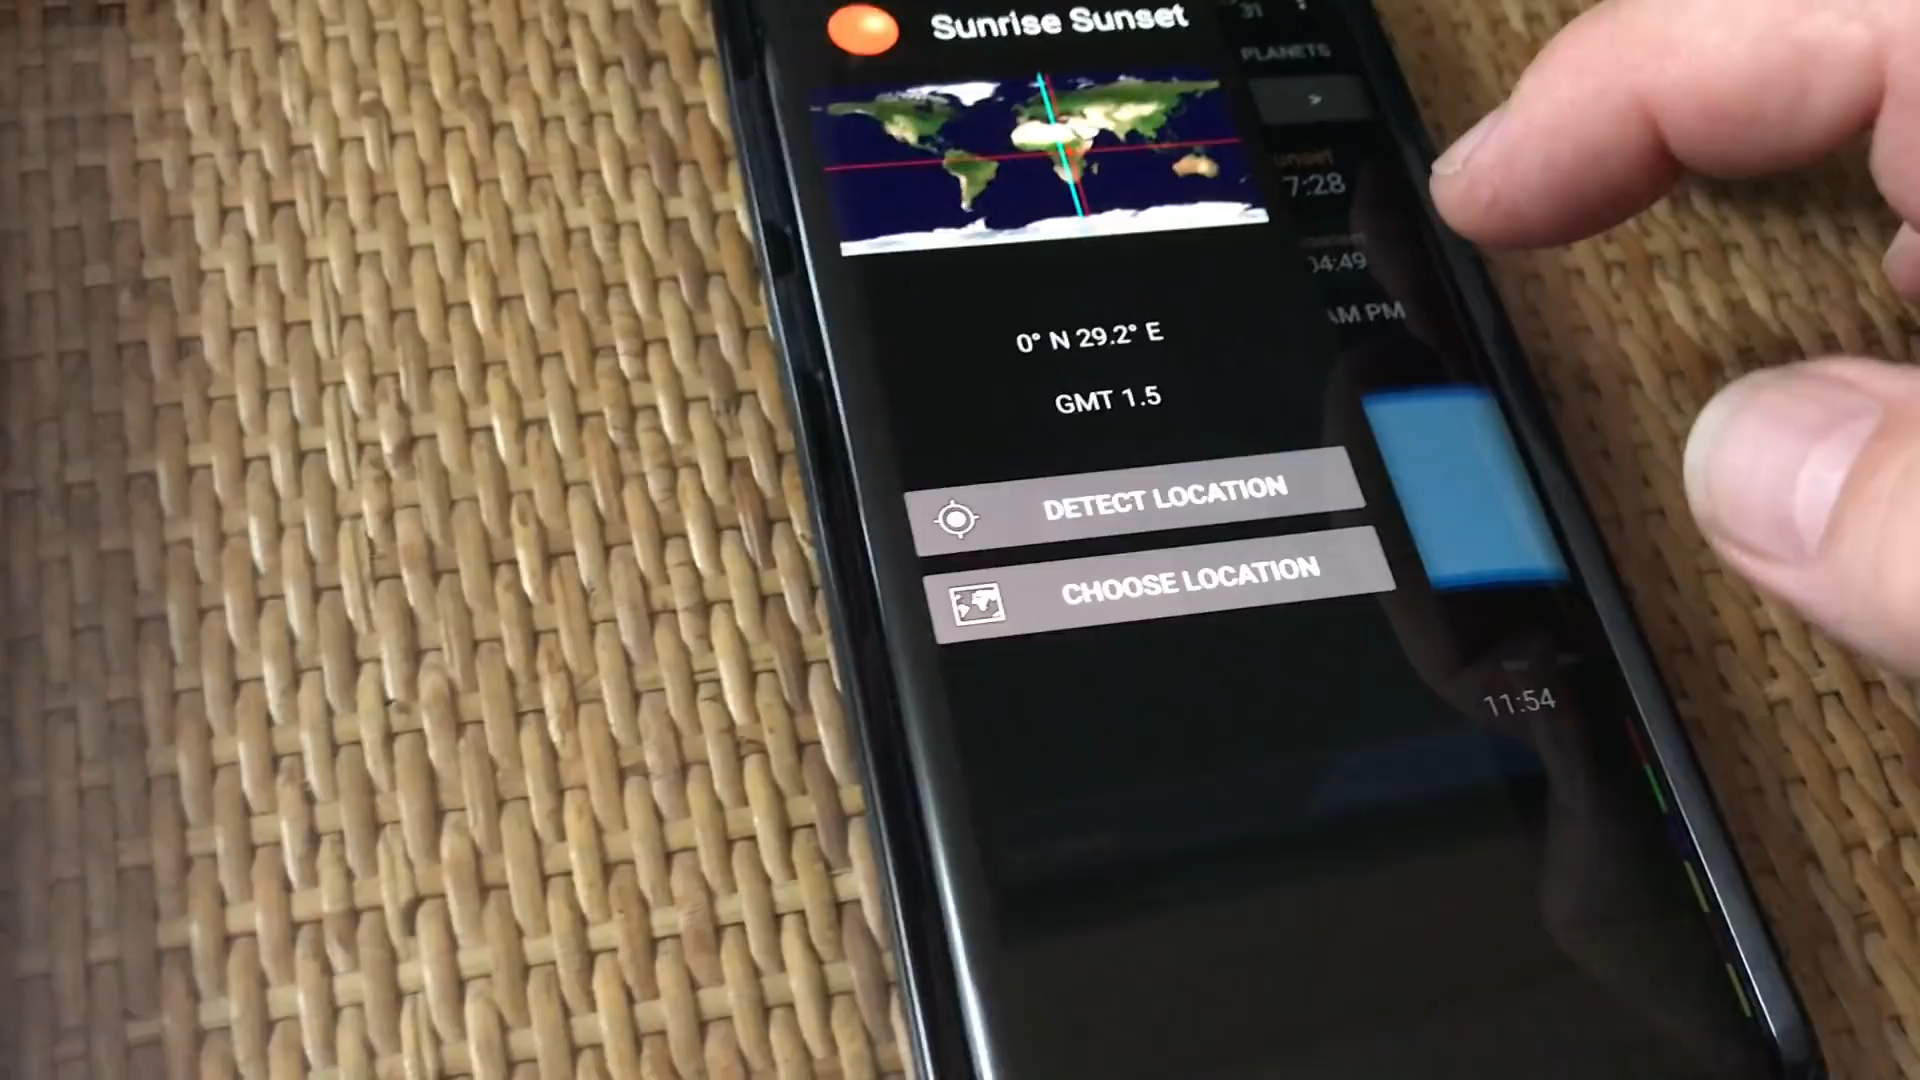 Sunrise Sunset
31
PLANETS
>
7:28
04:49
AM PM
0° N 29.2° E
GMT 1.5
DETECT LOCATION
CHOOSE LOCATION
11:54